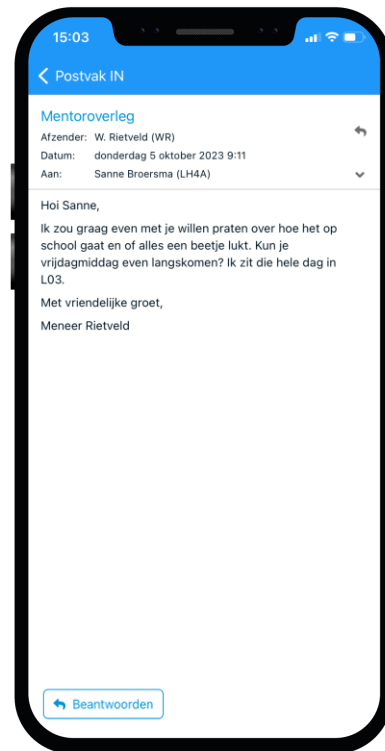 15:03
Postvak IN
Mentoroverleg
Afzender: W. Rietveld (WR)
Datum: donderdag 5 oktober 2023 9:11
Aan: Sanne Broersma (LH4A)
Hoi Sanne,
Ik zou graag even met je willen praten over hoe het op
school gaat en of alles een beetje lukt. Kun je
vrijdagmiddag even langskomen? Ik zit die hele dag in
L03.
Met vriendelijke groet,
Meneer Rietveld
Beantwoorden